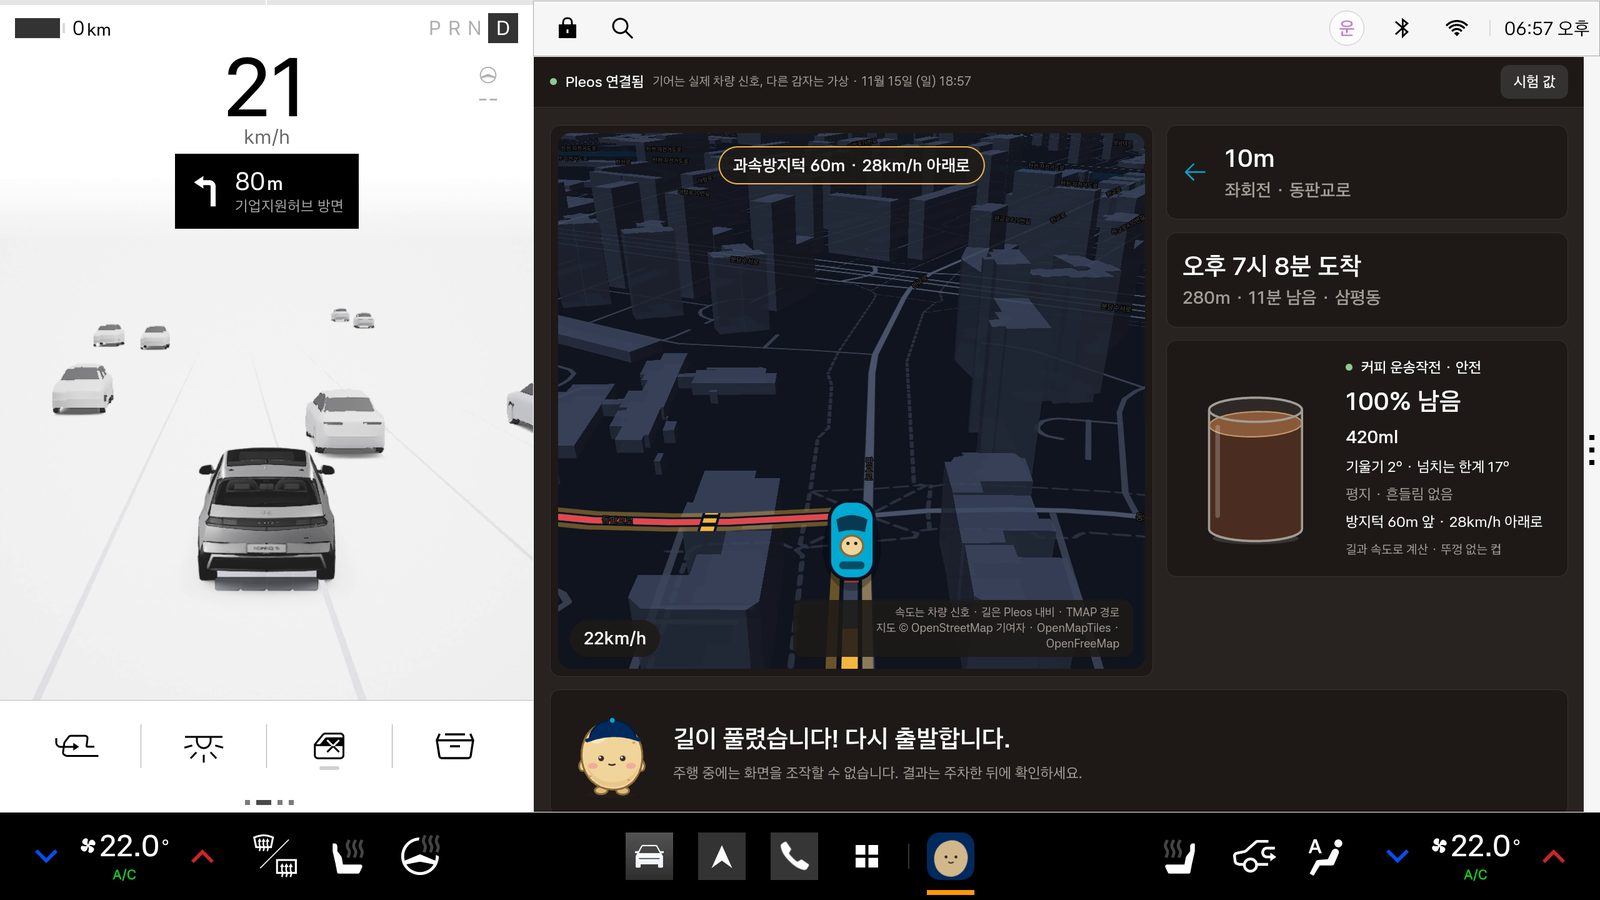 0km
P R N D
21
km/h
80m
기업지원허브 방면
운
06:57 오후
Pleos 연결됨
기어는 실제 차량 신호, 다른 감자는 가상 · 11월 15일 (일) 18:57
시험 값
과속방지턱 60m · 28km/h 아래로
22km/h
속도는 차량 신호 · 길은 Pleos 내비 · TMAP 경로
지도 © OpenStreetMap 기여자 · OpenMapTiles ·
OpenFreeMap
10m
좌회전 · 동판교로
오후 7시 8분 도착
280m · 11분 남음 · 삼평동
커피 운송작전 · 안전
100% 남음
420ml
기울기 2° · 넘치는 한계 17°
평지 · 흔들림 없음
방지턱 60m 앞 · 28km/h 아래로
길과 속도로 계산 · 뚜껑 없는 컵
길이 풀렸습니다! 다시 출발합니다.
주행 중에는 화면을 조작할 수 없습니다. 결과는 주차한 뒤에 확인하세요.
22.0°
A/C
A
22.0°
A/C